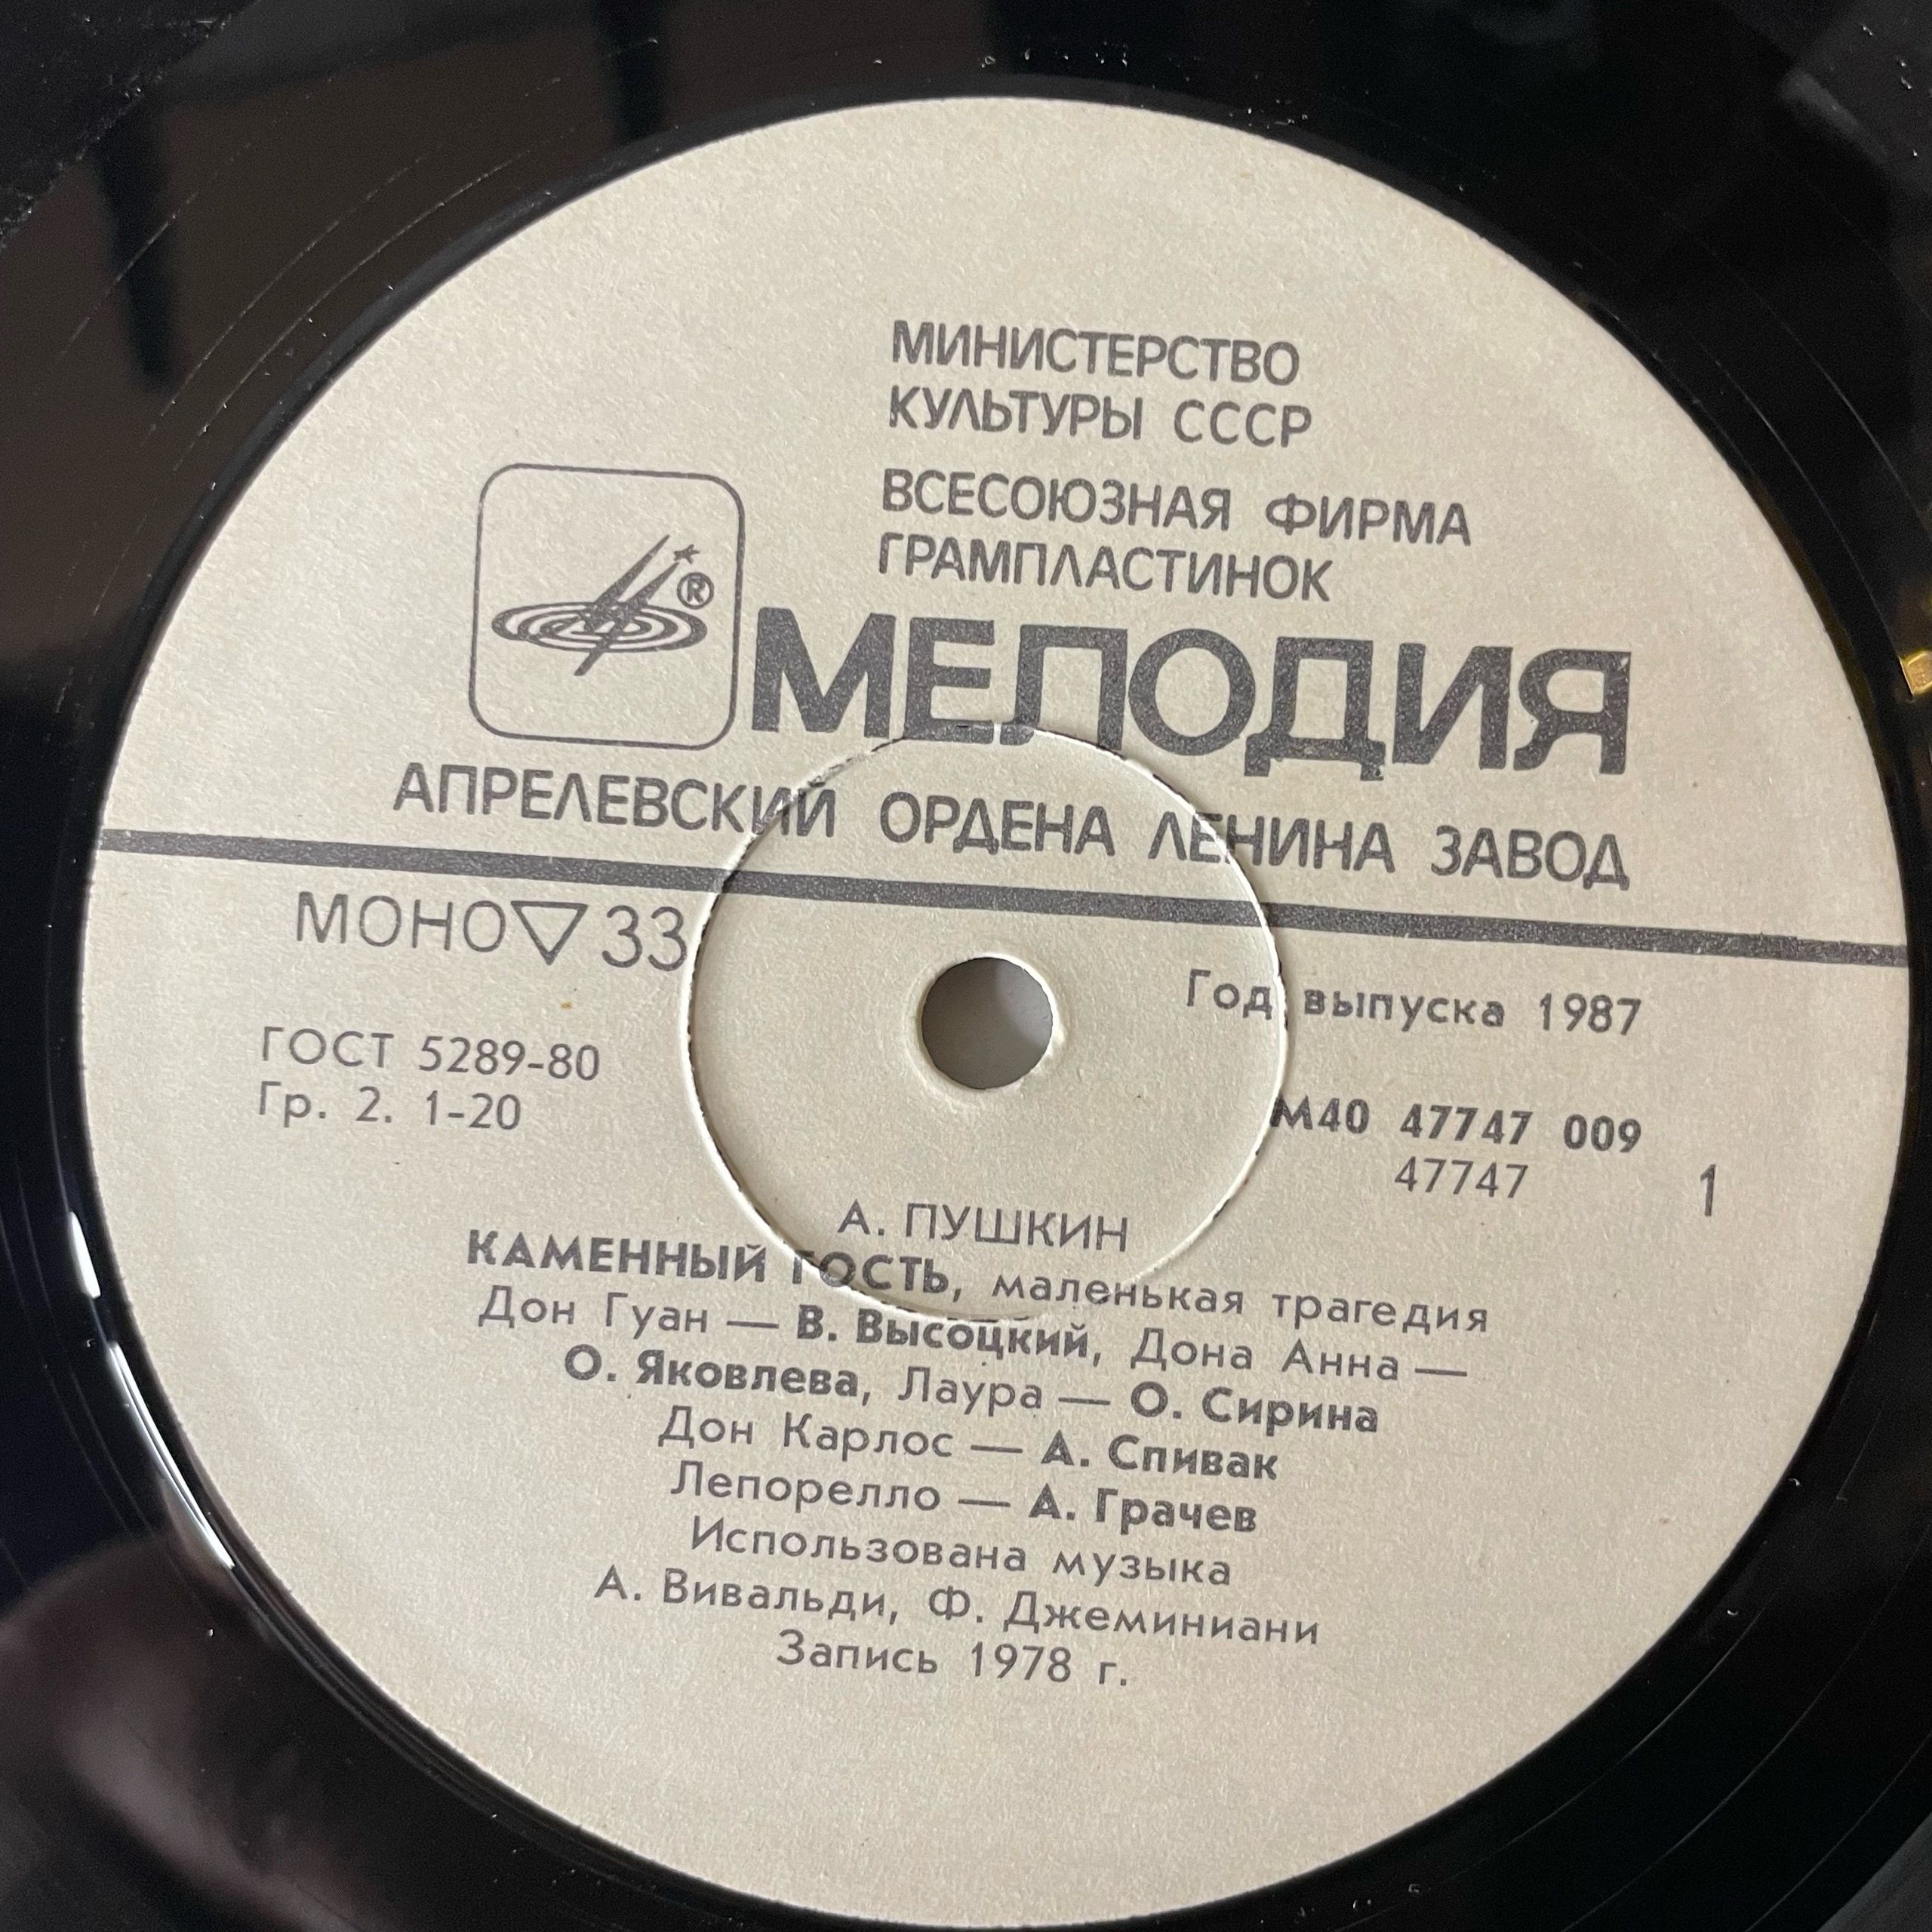 МИНИСТЕРСТВО
КУЛЬТУРЫ СССР
ВСЕСОЮЗНАЯ ФИРМА
ГРАМПЛАСТИНОК
®
МЕЛОДИЯ
АПРЕЛЕВСКИЙ ОРДЕНА ЛЕНИНА ЗАВОД
МОНО ▽ 33
Год выпуска 1987
ГОСТ 5289-80
Гр. 2. 1-20
М40 47747 009
47747
1
А. ПУШКИН
КАМЕННЫЙ ГОСТЬ, маленькая трагедия
Дон Гуан — В. Высоцкий, Дона Анна —
О. Яковлева, Лаура — О. Сирина
Дон Карлос — А. Спивак
Лепорелло — А. Грачев
Использована музыка
А. Вивальди, Ф. Джеминиани
Запись 1978 г.